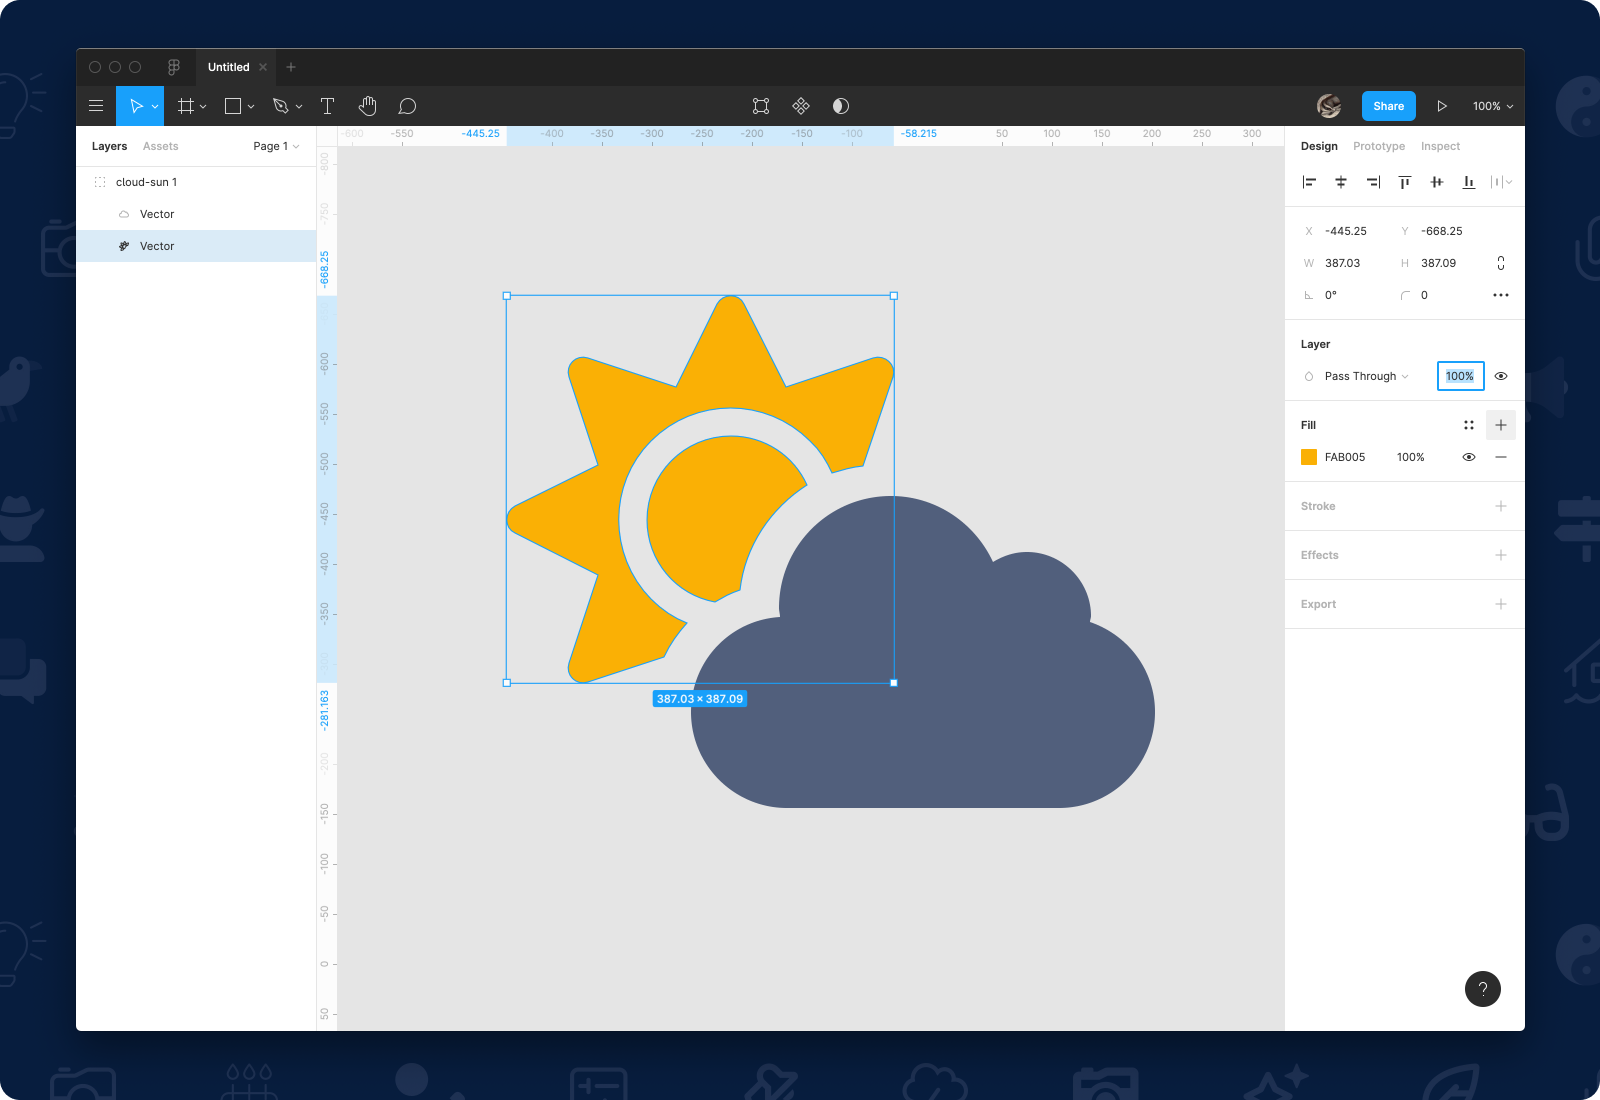 Untitled
Share
100%
Layers
Assets
Page 1
cloud-sun 1
Vector
Vector
-600
-550
-445.25
-400
-350
-300
-250
-200
-150
-100
-58.215
50
100
150
200
250
300
-800
-750
-668.25
-600
-550
-500
-450
-400
-350
-300
-281.163
-200
-150
-100
-50
0
50
387.03 × 387.09
Design
Prototype
Inspect
X -445.25
Y -668.25
W 387.03
H 387.09
0°
0
Layer
Pass Through
100%
Fill
FAB005
100%
Stroke
Effects
Export
?